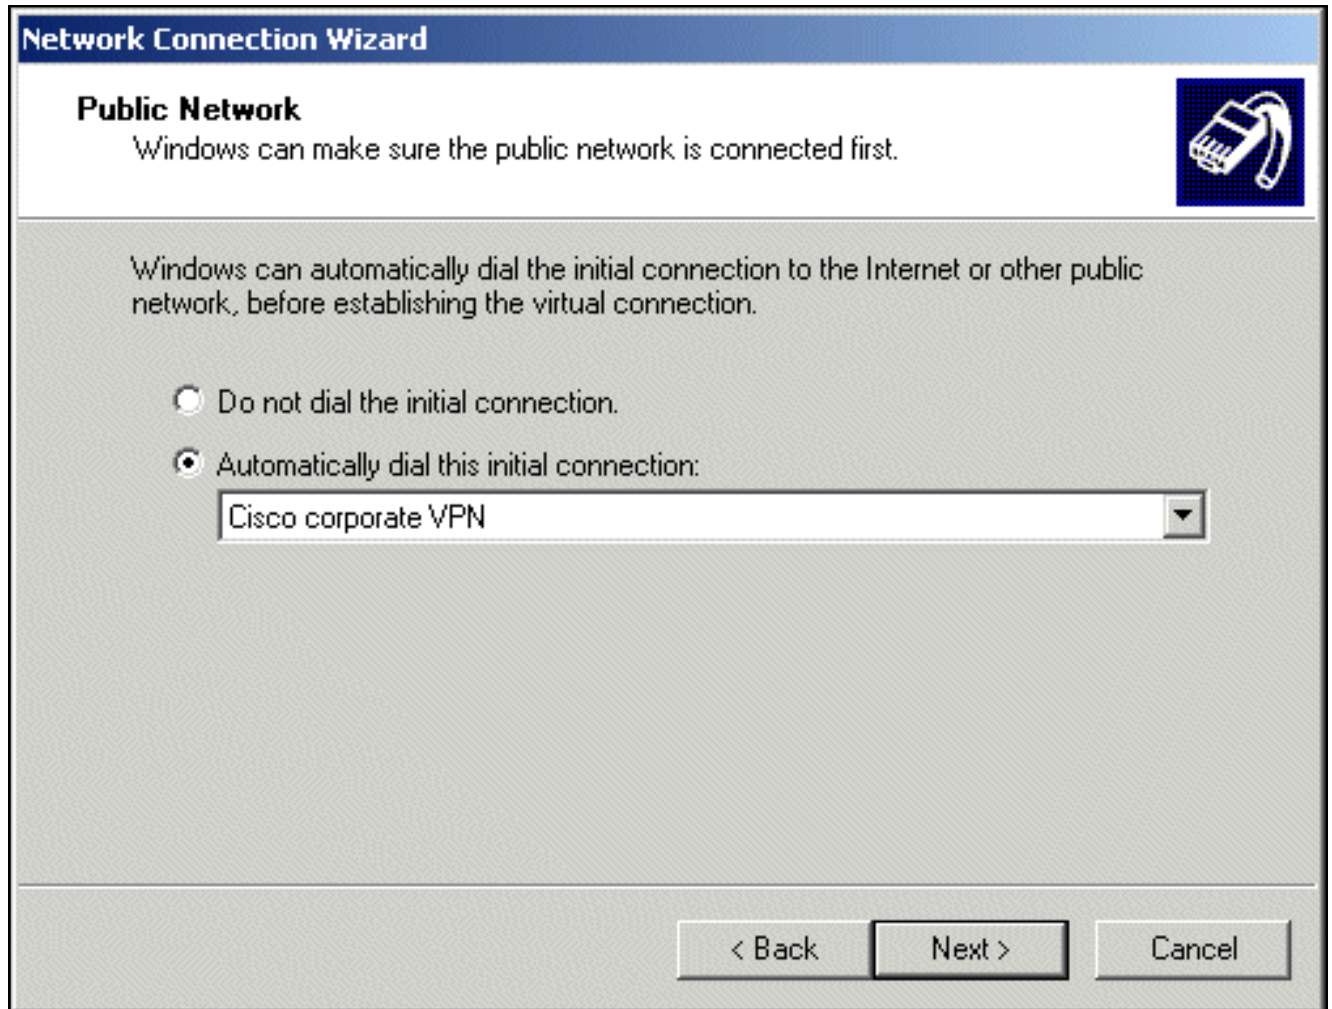 Network Connection Wizard
Public Network
Windows can make sure the public network is connected first.
Windows can automatically dial the initial connection to the Internet or other public
network, before establishing the virtual connection.
Do not dial the initial connection.
Automatically dial this initial connection:
Cisco corporate VPN
< Back
Next >
Cancel